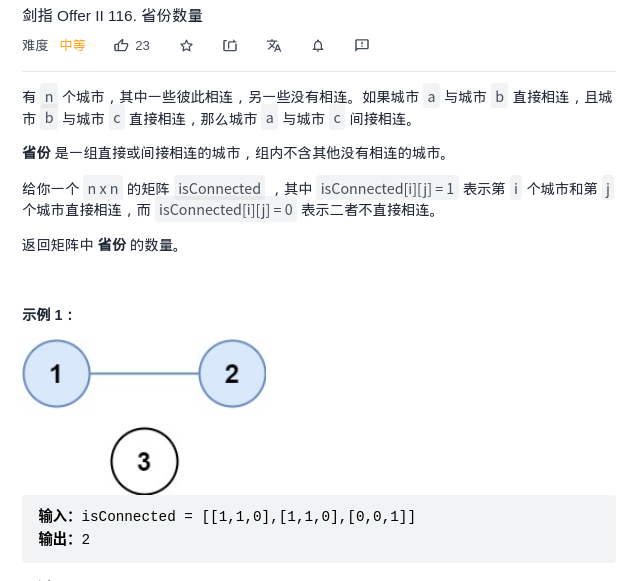 剑指 Offer II 116. 省份数量
难度 中等 23
有 n 个城市，其中一些彼此相连，另一些没有相连。如果城市 a 与城市 b 直接相连，且城
市 b 与城市 c 直接相连，那么城市 a 与城市 c 间接相连。
省份 是一组直接或间接相连的城市，组内不含其他没有相连的城市。
给你一个 n x n 的矩阵 isConnected ，其中 isConnected[i][j] = 1 表示第 i 个城市和第 j
个城市直接相连，而 isConnected[i][j] = 0 表示二者不直接相连。
返回矩阵中 省份 的数量。
示例 1：
1 2
3
输入：isConnected = [[1,1,0],[1,1,0],[0,0,1]]
输出：2